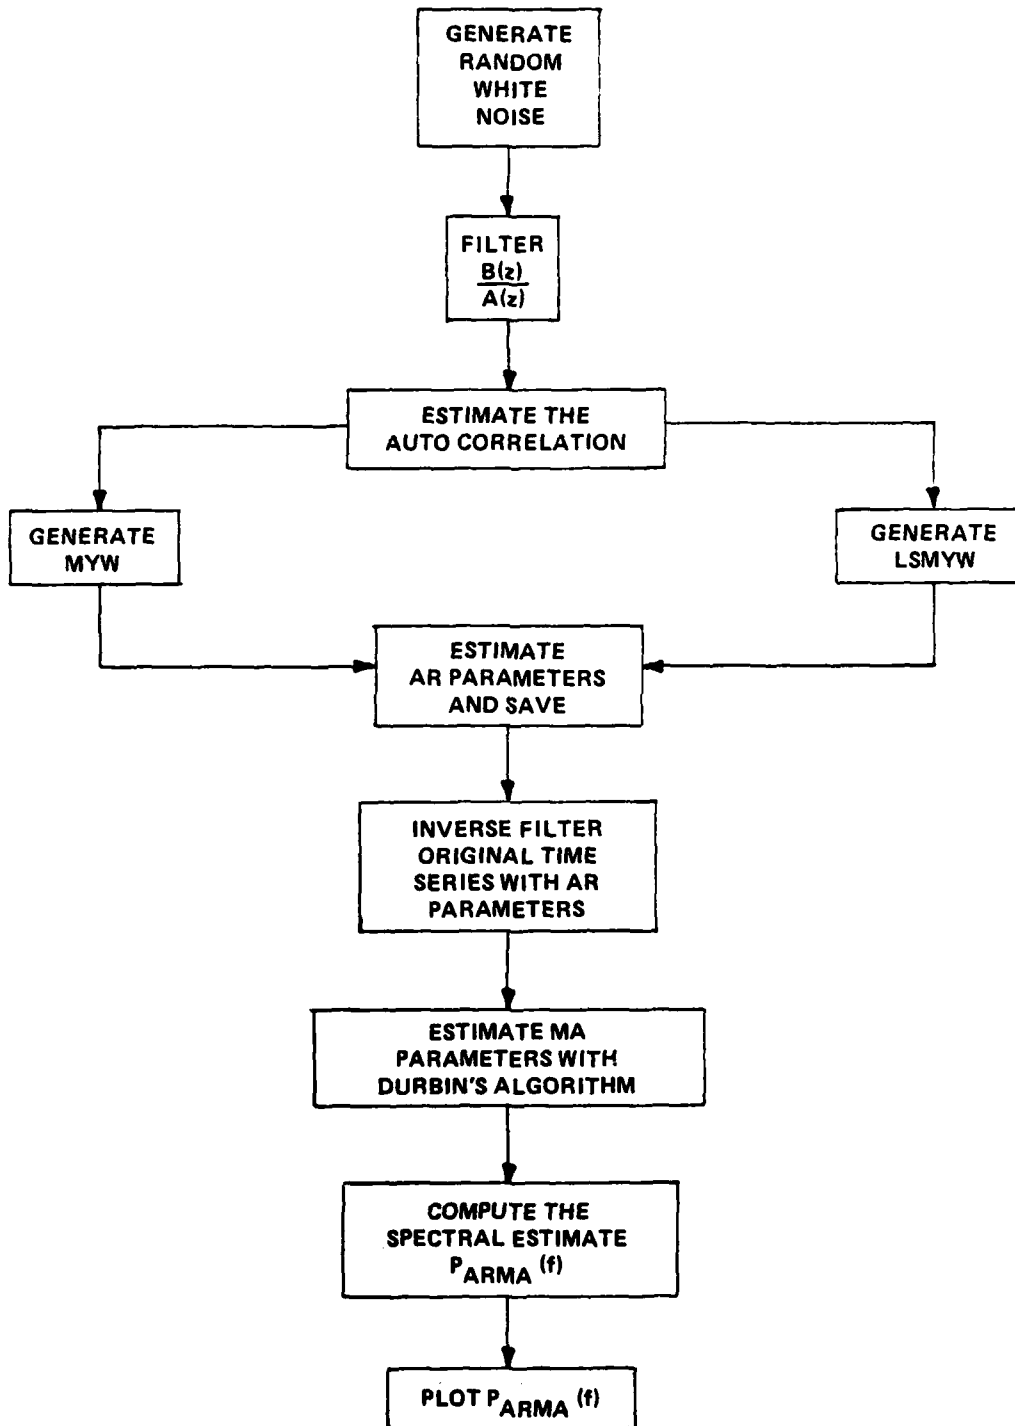 GENERATE
RANDOM
WHITE
NOISE
FILTER
B(z)
A(z)
ESTIMATE THE
AUTO CORRELATION
GENERATE
MYW
GENERATE
LSMYW
ESTIMATE
AR PARAMETERS
AND SAVE
INVERSE FILTER
ORIGINAL TIME
SERIES WITH AR
PARAMETERS
ESTIMATE MA
PARAMETERS WITH
DURBIN'S ALGORITHM
COMPUTE THE
SPECTRAL ESTIMATE
PARMA (f)
PLOT PARMA (f)